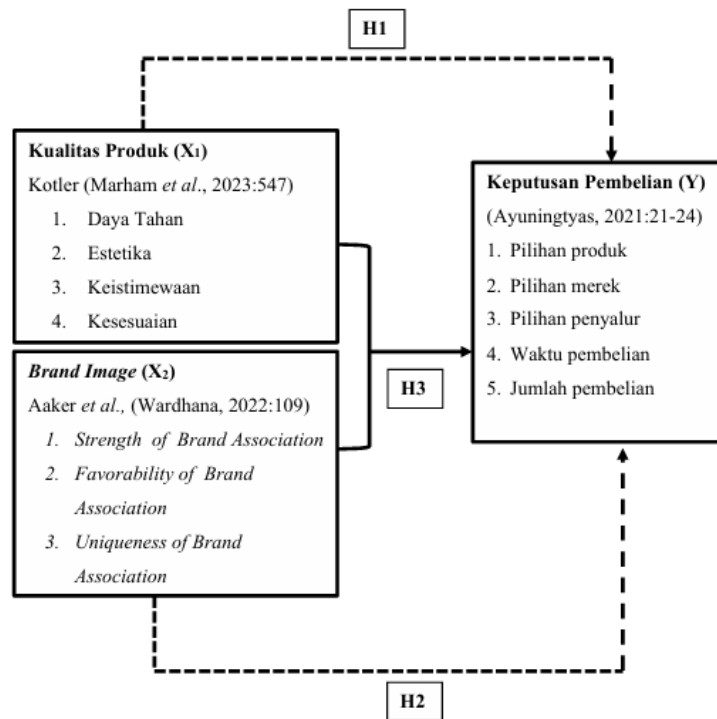 H1
Kualitas Produk (X₁)
Kotler (Marham et al., 2023:547)
1. Daya Tahan
2. Estetika
3. Keistimewaan
4. Kesesuaian
Brand Image (X₂)
Aaker et al., (Wardhana, 2022:109)
1. Strength of Brand Association
2. Favorability of Brand
Association
3. Uniqueness of Brand
Association
H3
Keputusan Pembelian (Y)
(Ayuningtyas, 2021:21-24)
1. Pilihan produk
2. Pilihan merek
3. Pilihan penyalur
4. Waktu pembelian
5. Jumlah pembelian
H2